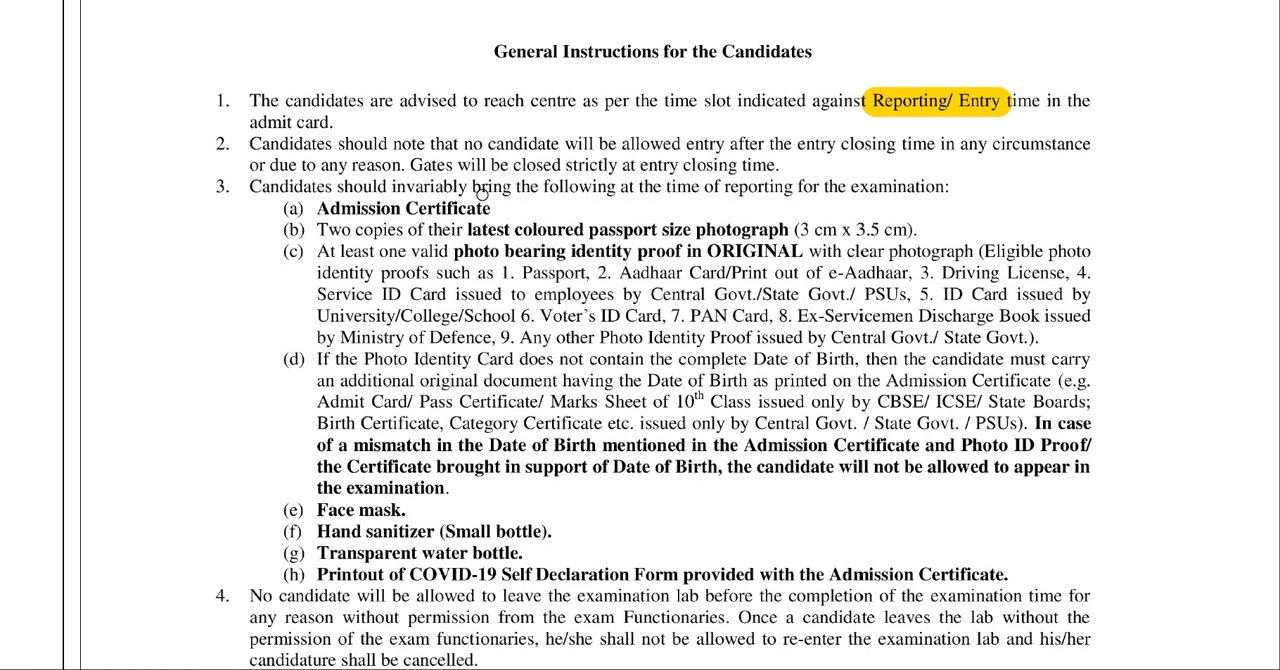 General Instructions for the Candidates
1. The candidates are advised to reach centre as per the time slot indicated against Reporting/ Entry time in the
admit card.
2. Candidates should note that no candidate will be allowed entry after the entry closing time in any circumstance
or due to any reason. Gates will be closed strictly at entry closing time.
3. Candidates should invariably bring the following at the time of reporting for the examination:
(a) Admission Certificate
(b) Two copies of their latest coloured passport size photograph (3 cm x 3.5 cm).
(c) At least one valid photo bearing identity proof in ORIGINAL with clear photograph (Eligible photo
identity proofs such as 1. Passport, 2. Aadhaar Card/Print out of e-Aadhaar, 3. Driving License, 4.
Service ID Card issued to employees by Central Govt./State Govt./ PSUs, 5. ID Card issued by
University/College/School 6. Voter's ID Card, 7. PAN Card, 8. Ex-Servicemen Discharge Book issued
by Ministry of Defence, 9. Any other Photo Identity Proof issued by Central Govt./ State Govt.).
(d) If the Photo Identity Card does not contain the complete Date of Birth, then the candidate must carry
an additional original document having the Date of Birth as printed on the Admission Certificate (e.g.
Admit Card/ Pass Certificate/ Marks Sheet of 10th Class issued only by CBSE/ ICSE/ State Boards;
Birth Certificate, Category Certificate etc. issued only by Central Govt. / State Govt. / PSUs). In case
of a mismatch in the Date of Birth mentioned in the Admission Certificate and Photo ID Proof/
the Certificate brought in support of Date of Birth, the candidate will not be allowed to appear in
the examination.
(e) Face mask.
(f) Hand sanitizer (Small bottle).
(g) Transparent water bottle.
(h) Printout of COVID-19 Self Declaration Form provided with the Admission Certificate.
4. No candidate will be allowed to leave the examination lab before the completion of the examination time for
any reason without permission from the exam Functionaries. Once a candidate leaves the lab without the
permission of the exam functionaries, he/she shall not be allowed to re-enter the examination lab and his/her
candidature shall be cancelled.